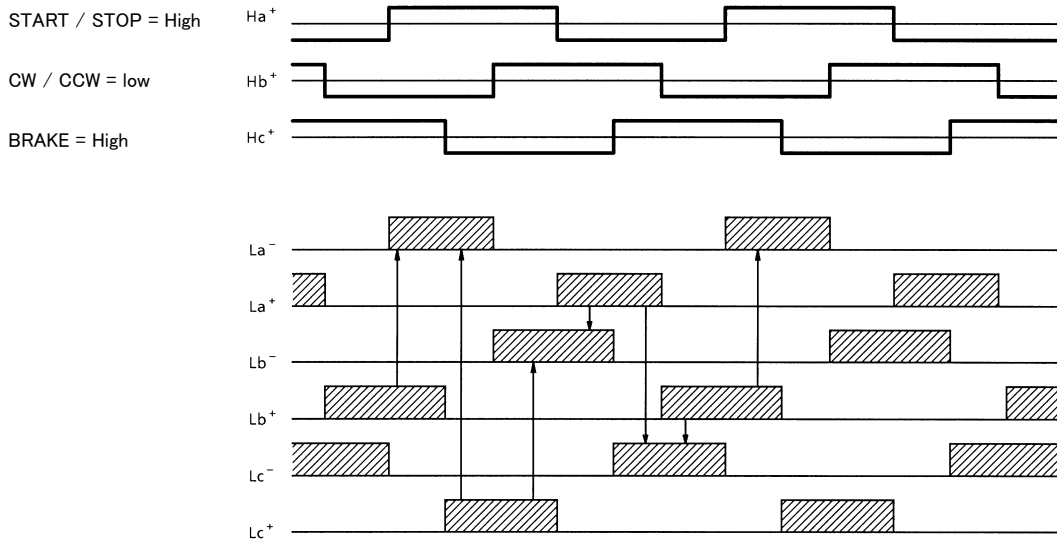 START / STOP = High
Ha+
CW / CCW = low
Hb+
BRAKE = High
Hc+
La-
La+
Lb-
Lb+
Lc-
Lc+